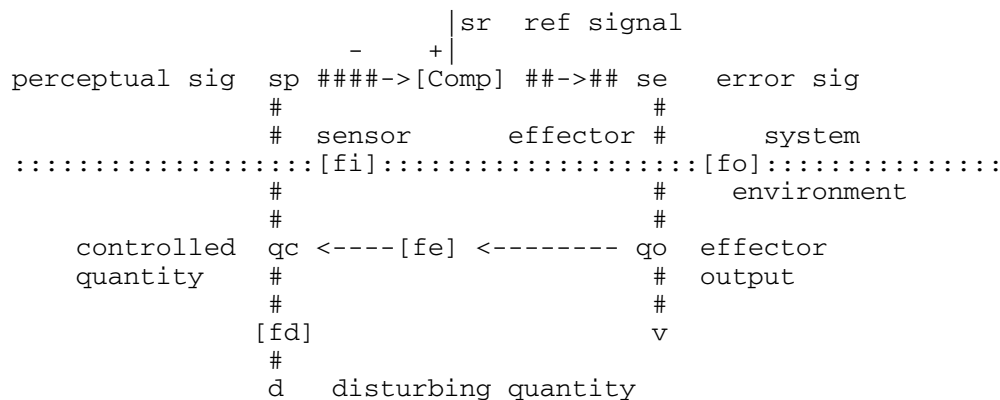 |sr ref signal
- +|
perceptual sig sp ####->[Comp] ##->## se error sig
# #
# sensor effector # system
:::::::::::::::::::[fi]::::::::::::::::::::[fo]:::::::::::::::
# # environment
# #
controlled qc <----[fe] <-------- qo effector
quantity # # output
# #
[fd] v
#
d disturbing quantity